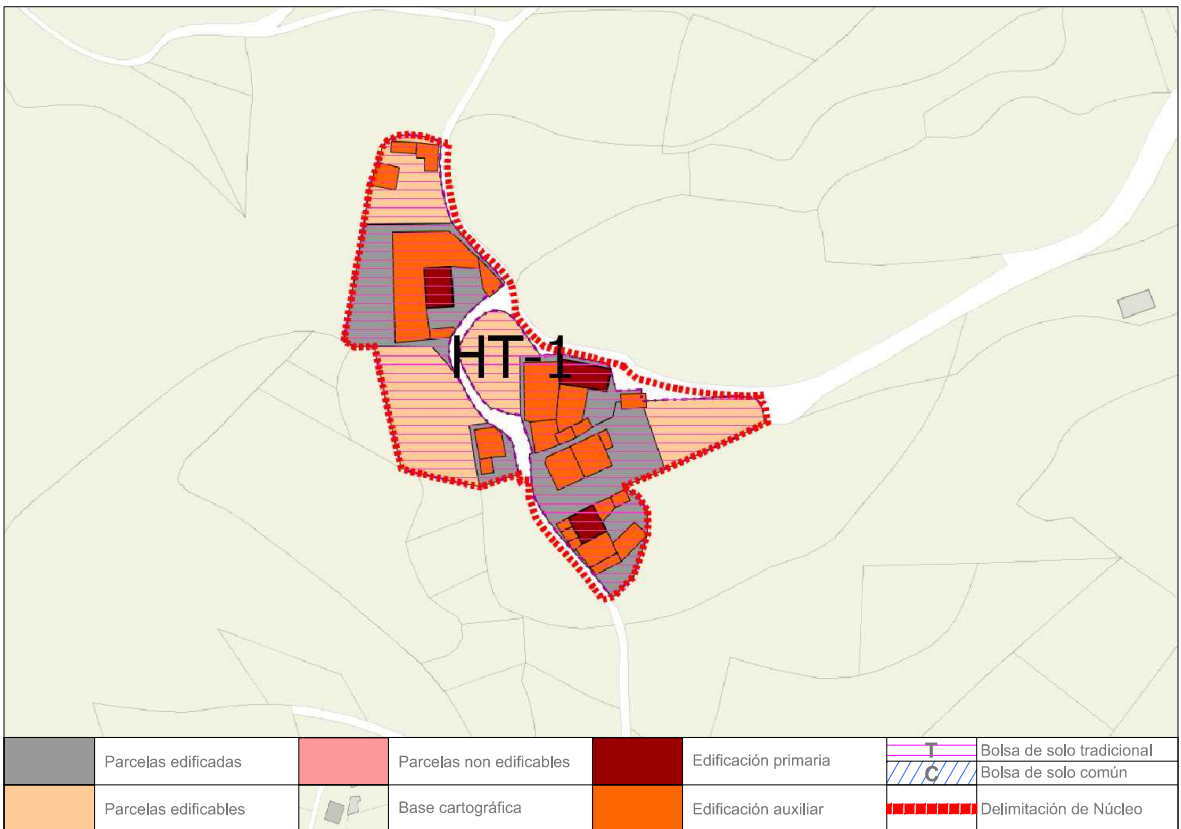 HT-1
Parcelas edificadas
Parcelas non edificables
Edificación primaria
T
Bolsa de solo tradicional
C
Bolsa de solo común
Parcelas edificables
Base cartográfica
Edificación auxiliar
Delimitación de Núcleo